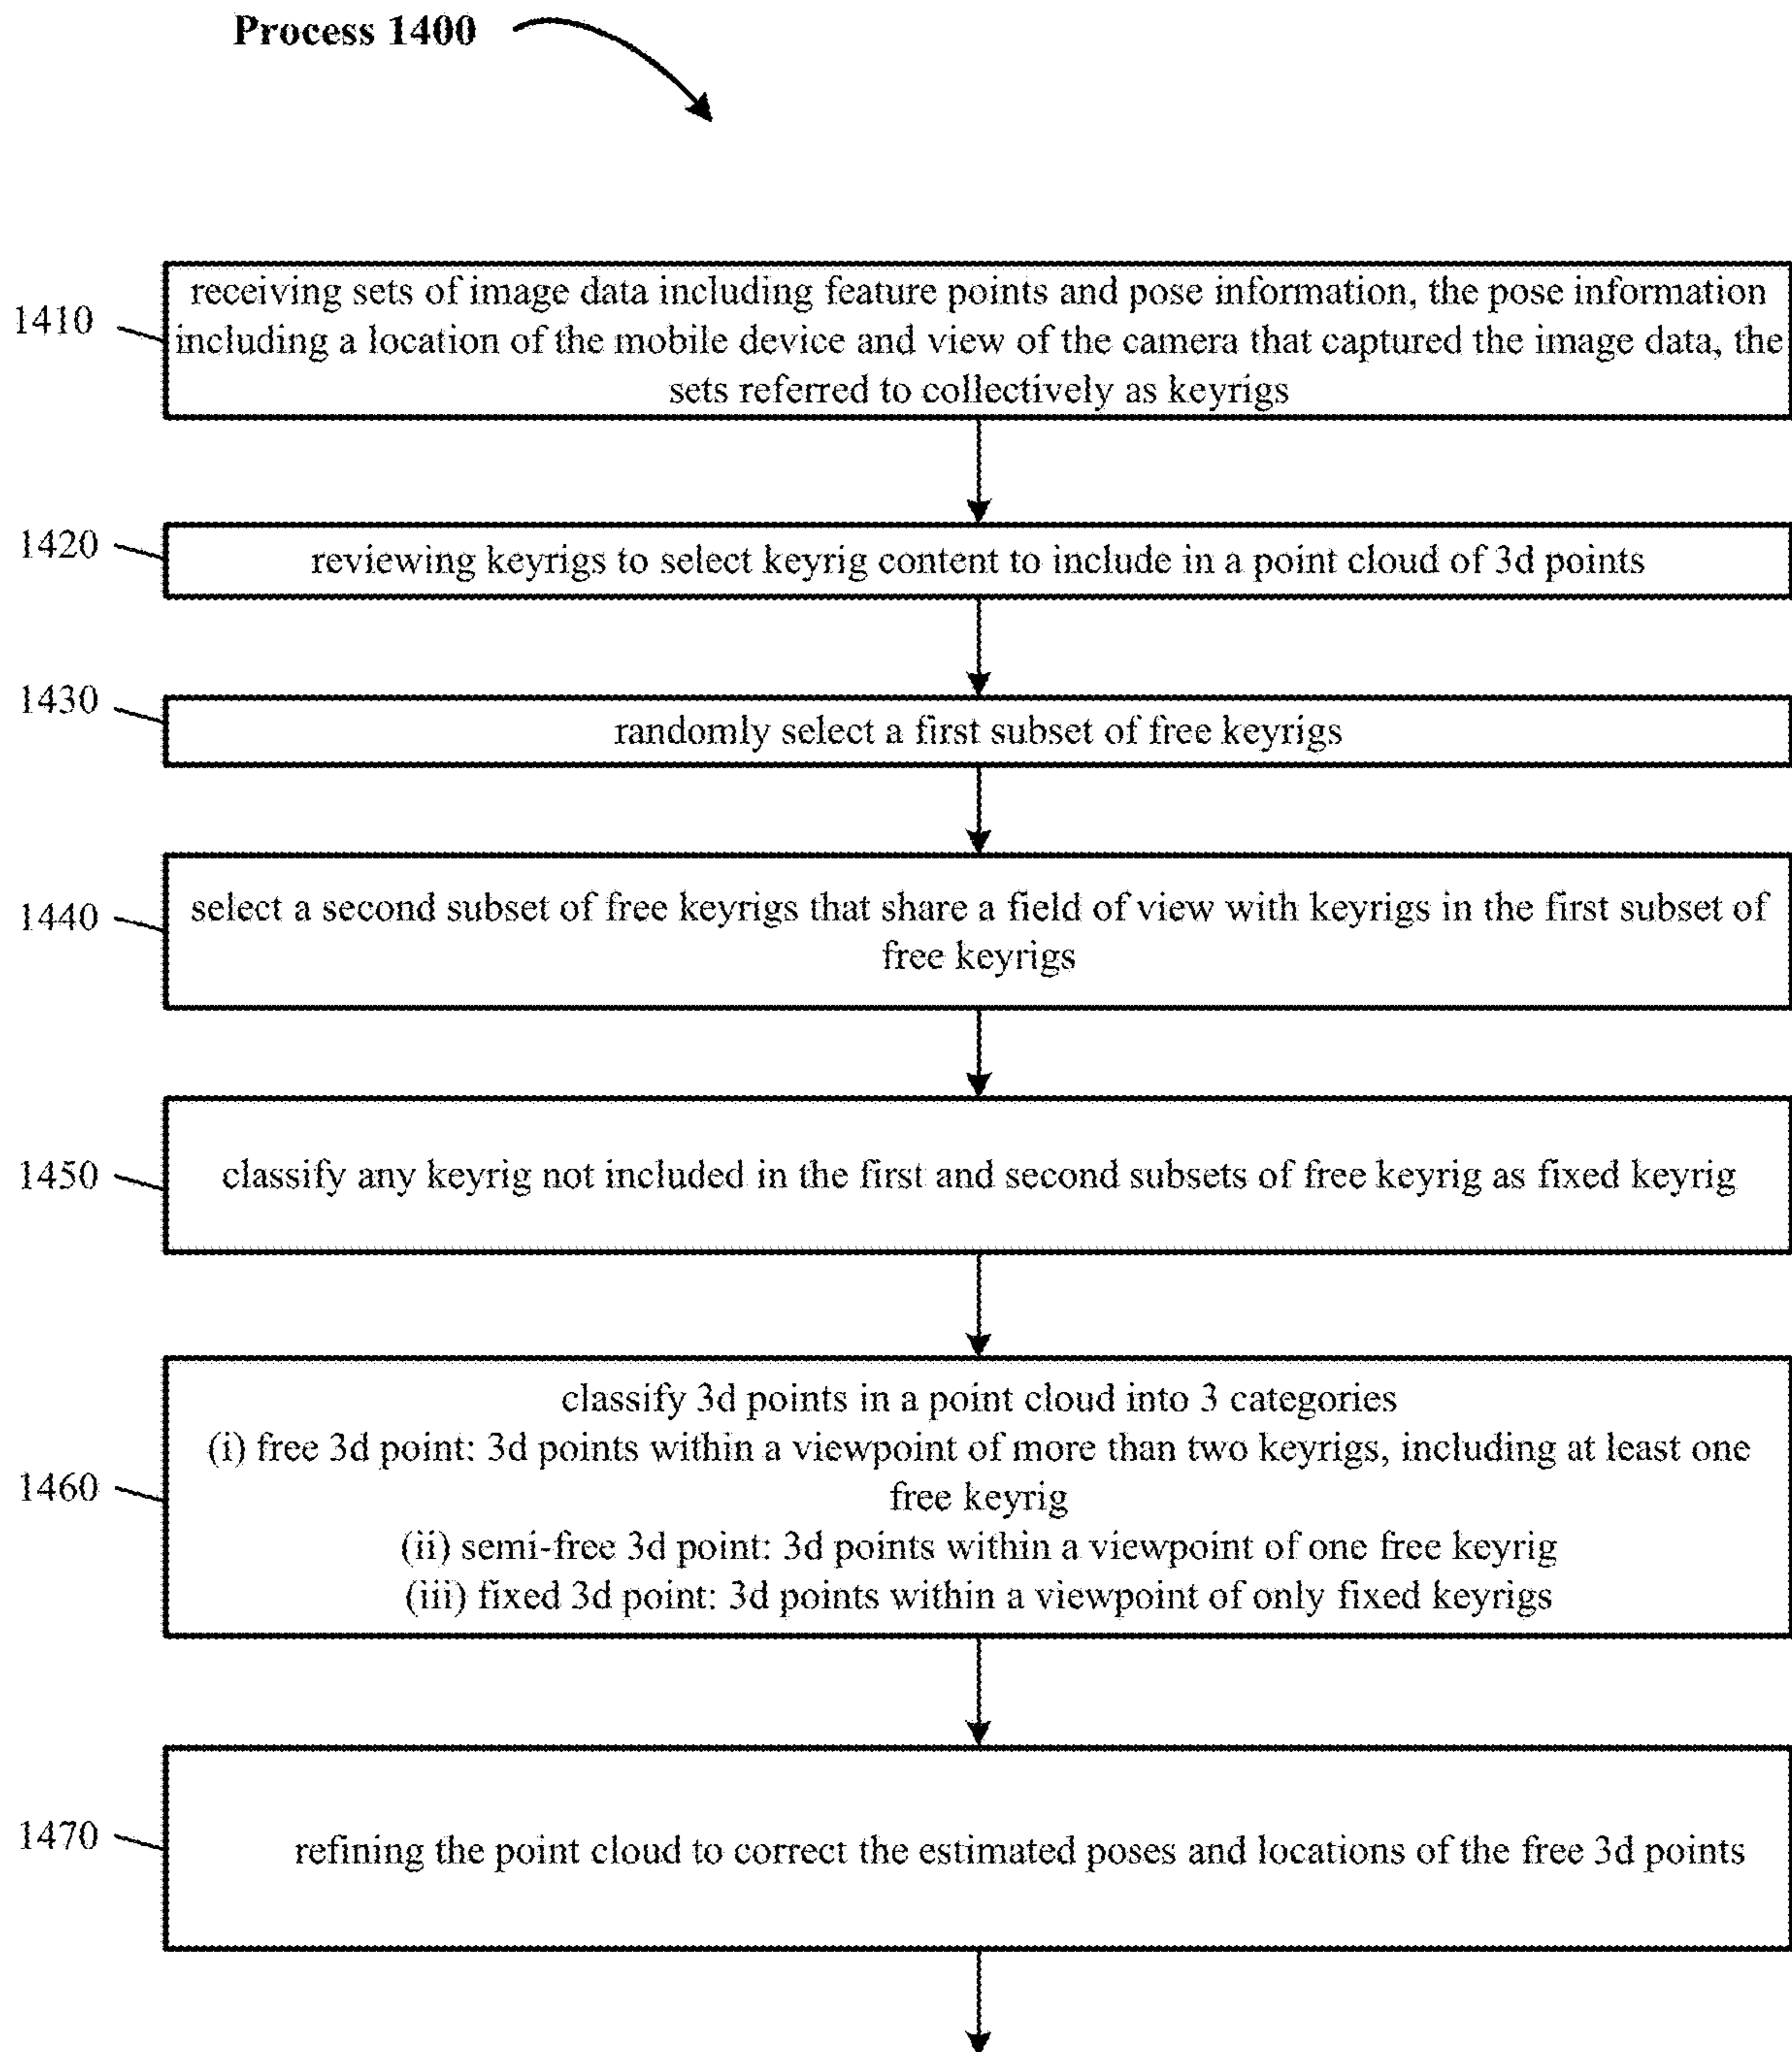 Process 1400
1410
receiving sets of image data including feature points and pose information, the pose information
including a location of the mobile device and view of the camera that captured the image data, the
sets referred to collectively as keyrigs
1420
reviewing keyrigs to select keyrig content to include in a point cloud of 3d points
1430
randomly select a first subset of free keyrigs
1440
select a second subset of free keyrigs that share a field of view with keyrigs in the first subset of
free keyrigs
1450
classify any keyrig not included in the first and second subsets of free keyrig as fixed keyrig
1460
classify 3d points in a point cloud into 3 categories
(i) free 3d point: 3d points within a viewpoint of more than two keyrigs, including at least one
free keyrig
(ii) semi-free 3d point: 3d points within a viewpoint of one free keyrig
(iii) fixed 3d point: 3d points within a viewpoint of only fixed keyrigs
1470
refining the point cloud to correct the estimated poses and locations of the free 3d points